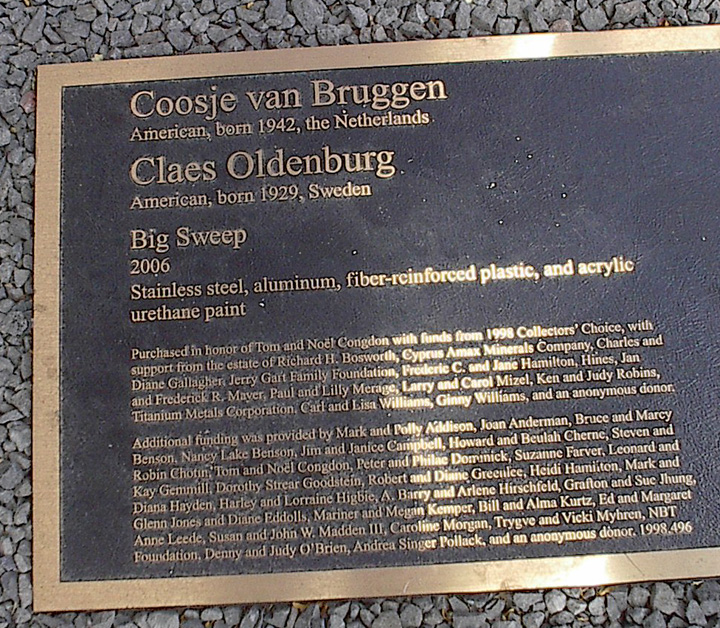 Coosje van Bruggen
American, born 1942, the Netherlands
Claes Oldenburg
American, born 1929, Sweden
Big Sweep
2006
Stainless steel, aluminum, fiber-reinforced plastic, and acrylic
urethane paint
Purchased in honor of Tom and Noël Congdon with funds from 1998 Collectors' Choice, with
support from the estate of Richard H. Bosworth, Cyprus Amax Minerals Company, Charles and
Diane Gallagher, Jerry Gart Family Foundation, Frederic C. and Jane Hamilton, Hines, Jan
and Frederick R. Mayer, Paul and Lilly Merage, Larry and Carol Mizel, Ken and Judy Robins,
Titanium Metals Corporation, Carl and Lisa Williams, Ginny Williams, and an anonymous donor.
Additional funding was provided by Mark and Polly Addison, Joan Anderman, Bruce and Marcy
Benson, Nancy Lake Benson, Jim and Janice Campbell, Howard and Beulah Cherne, Steven and
Robin Chotin, Tom and Noël Congdon, Peter and Philae Dominick, Suzanne Farver, Leonard and
Kay Gemmill, Dorothy Strear Goodstein, Robert and Diane Greenlee, Heidi Hamilton, Mark and
Diana Hayden, Harley and Lorraine Higbie, A. Barry and Arlene Hirschfeld, Grafton and Sue Jhung,
Glenn Jones and Diane Eddolls, Mariner and Megan Kemper, Bill and Alma Kurtz, Ed and Margaret
Anne Leede, Susan and John W. Madden III, Caroline Morgan, Trygve and Vicki Myhren, NBT
Foundation, Denny and Judy O'Brien, Andrea Singer Pollack, and an anonymous donor. 1998.496